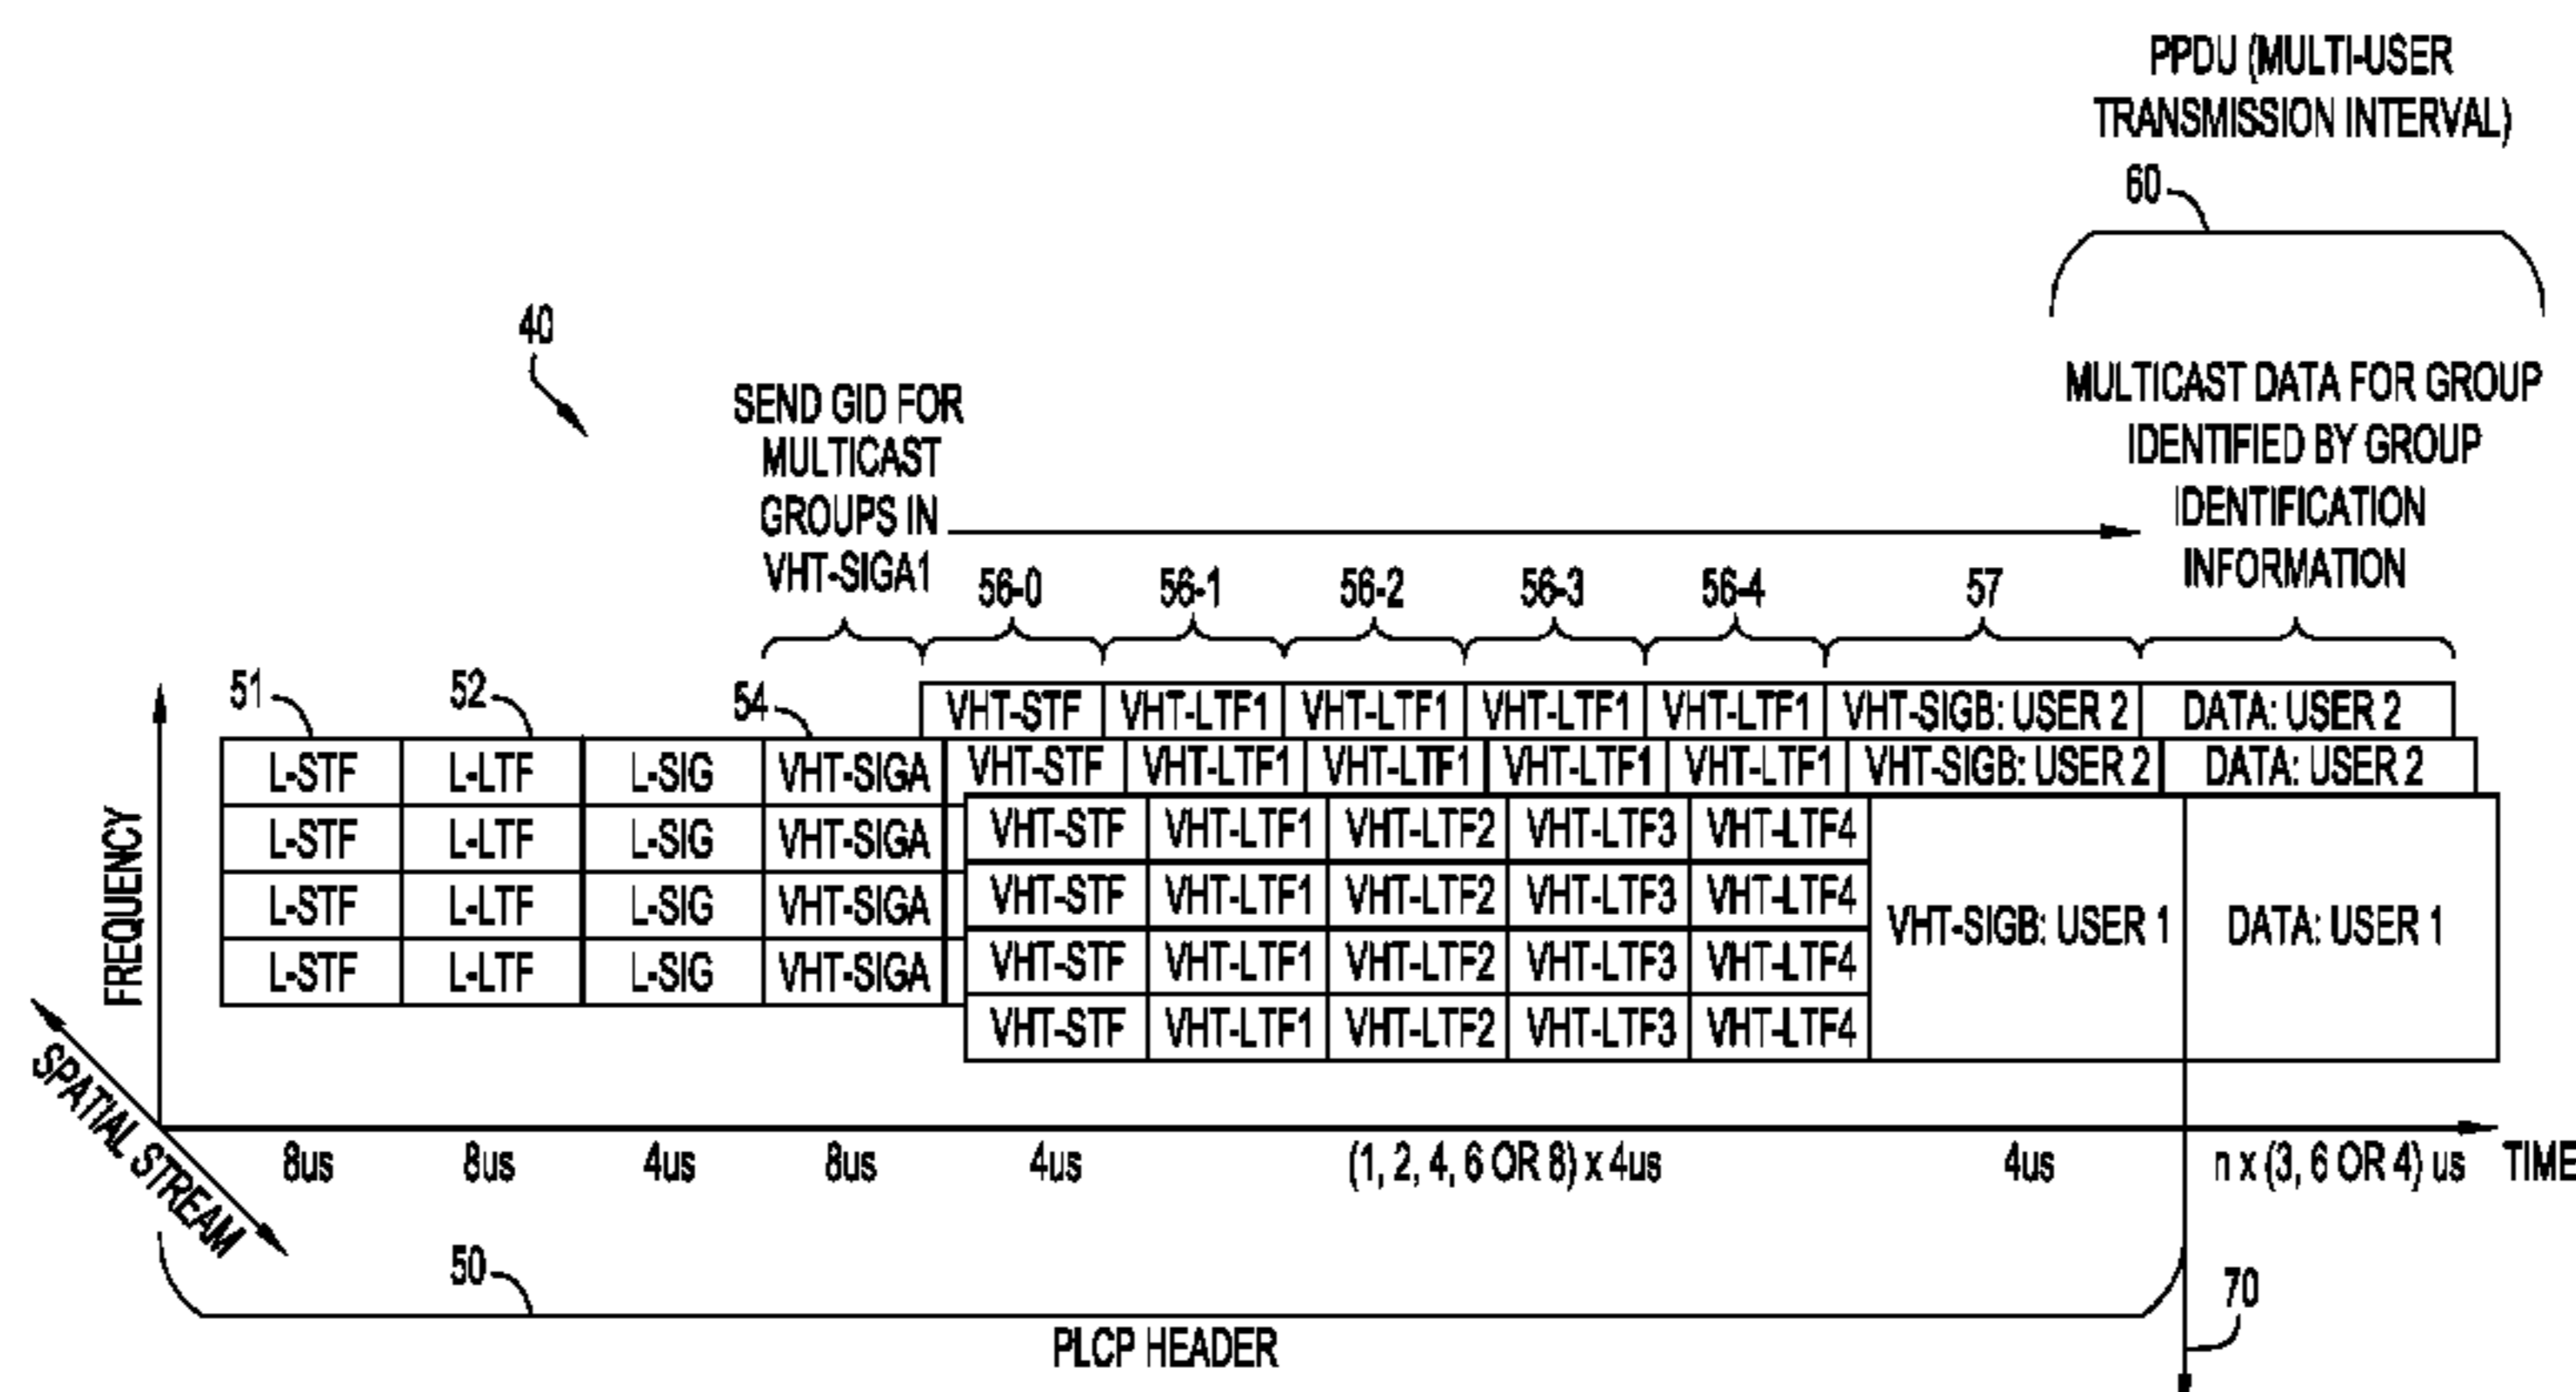 PPDU (MULTI-USER
TRANSMISSION INTERVAL)
60
40
SEND GID FOR
MULTICAST
GROUPS IN
VHT-SIGA1
MULTICAST DATA FOR GROUP
IDENTIFIED BY GROUP
IDENTIFICATION
INFORMATION
56-0 56-1 56-2 56-3 56-4 57
51 52 54
VHT-STF VHT-LTF1 VHT-LTF1 VHT-LTF1 VHT-LTF1 VHT-SIGB: USER 2 DATA: USER 2
L-STF L-LTF L-SIG VHT-SIGA VHT-STF VHT-LTF1 VHT-LTF1 VHT-LTF1 VHT-LTF1 VHT-SIGB: USER 2 DATA: USER 2
L-STF L-LTF L-SIG VHT-SIGA VHT-STF VHT-LTF1 VHT-LTF2 VHT-LTF3 VHT-LTF4
L-STF L-LTF L-SIG VHT-SIGA VHT-STF VHT-LTF1 VHT-LTF2 VHT-LTF3 VHT-LTF4
VHT-SIGB: USER 1 DATA: USER 1
L-STF L-LTF L-SIG VHT-SIGA VHT-STF VHT-LTF1 VHT-LTF2 VHT-LTF3 VHT-LTF4
VHT-STF VHT-LTF1 VHT-LTF2 VHT-LTF3 VHT-LTF4
FREQUENCY
SPATIAL STREAM
8us 8us 4us 8us 4us (1, 2, 4, 6 OR 8) x 4us 4us n x (3, 6 OR 4) us TIME
50
PLCP HEADER
70